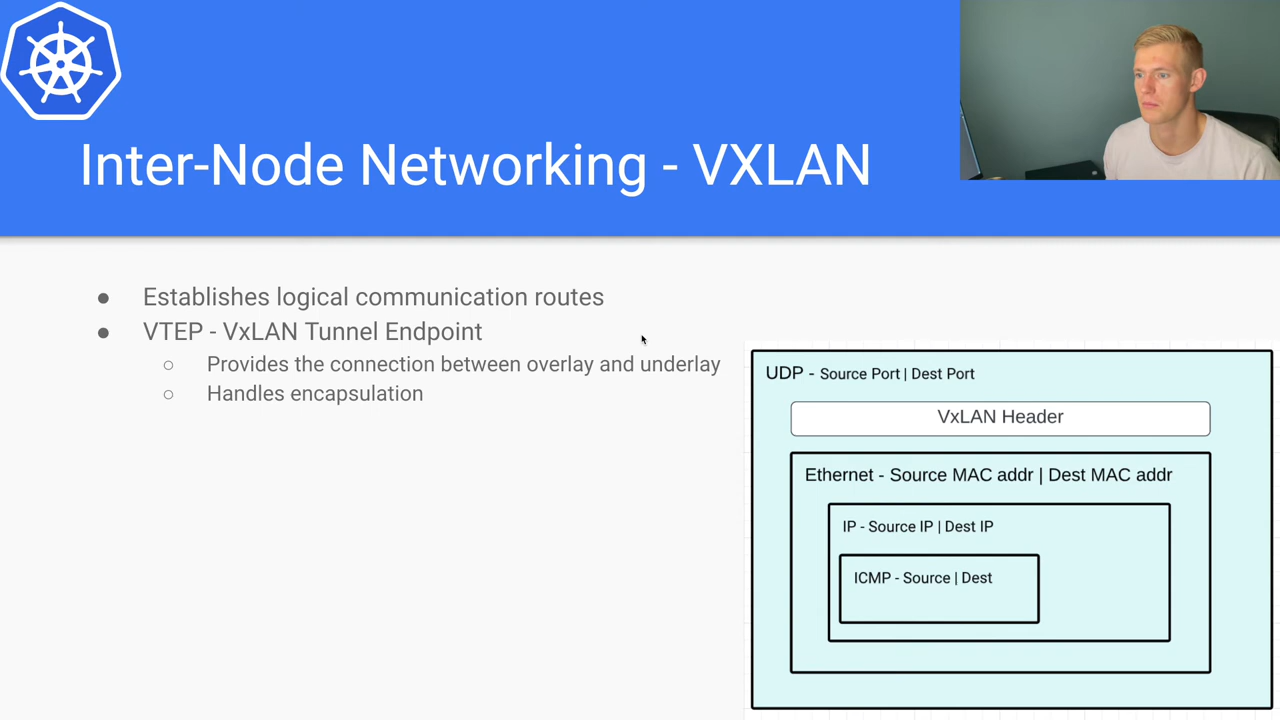 Inter-Node Networking - VXLAN
● Establishes logical communication routes
● VTEP - VxLAN Tunnel Endpoint
○ Provides the connection between overlay and underlay
○ Handles encapsulation
UDP - Source Port | Dest Port
VxLAN Header
Ethernet - Source MAC addr | Dest MAC addr
IP - Source IP | Dest IP
ICMP - Source | Dest